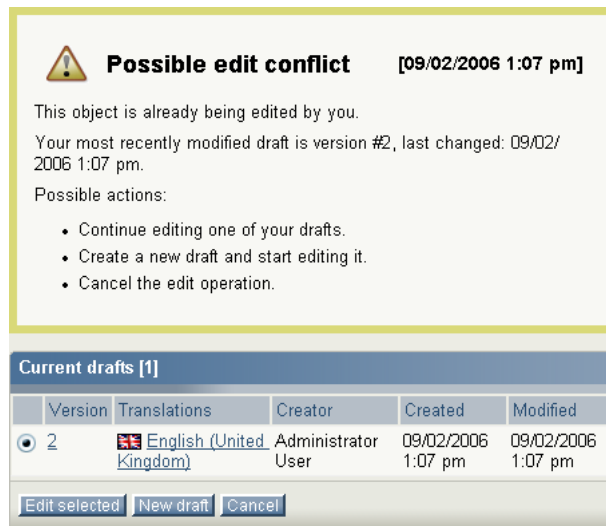 Possible edit conflict [09/02/2006 1:07 pm]
This object is already being edited by you.
Your most recently modified draft is version #2, last changed: 09/02/
2006 1:07 pm.
Possible actions:
• Continue editing one of your drafts.
• Create a new draft and start editing it.
• Cancel the edit operation.
Current drafts [1]
Version Translations Creator Created Modified
2 English (United Administrator 09/02/2006 09/02/2006
Kingdom) User 1:07 pm 1:07 pm
Edit selected New draft Cancel